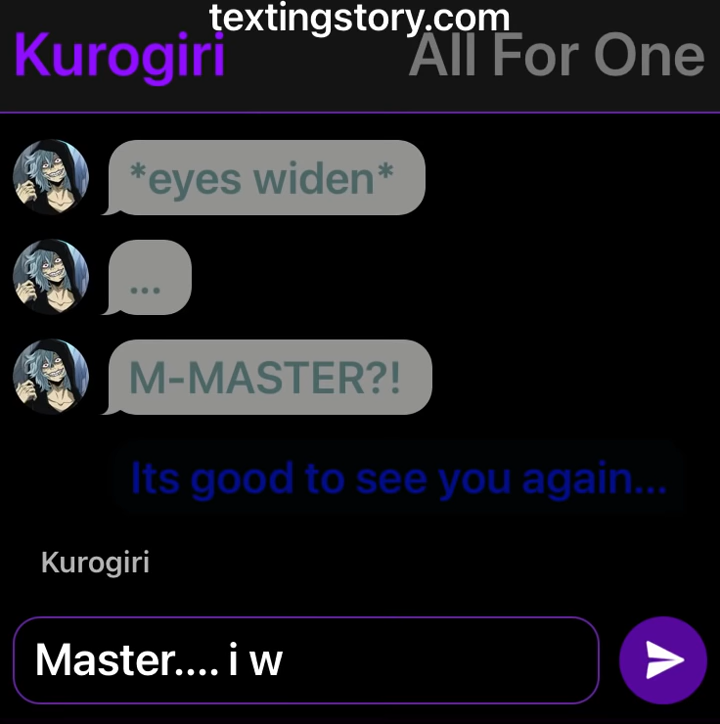 textingstory.com
Kurogiri All For One
*eyes widen*
...
M-MASTER?!
Its good to see you again...
Kurogiri
Master.... i w